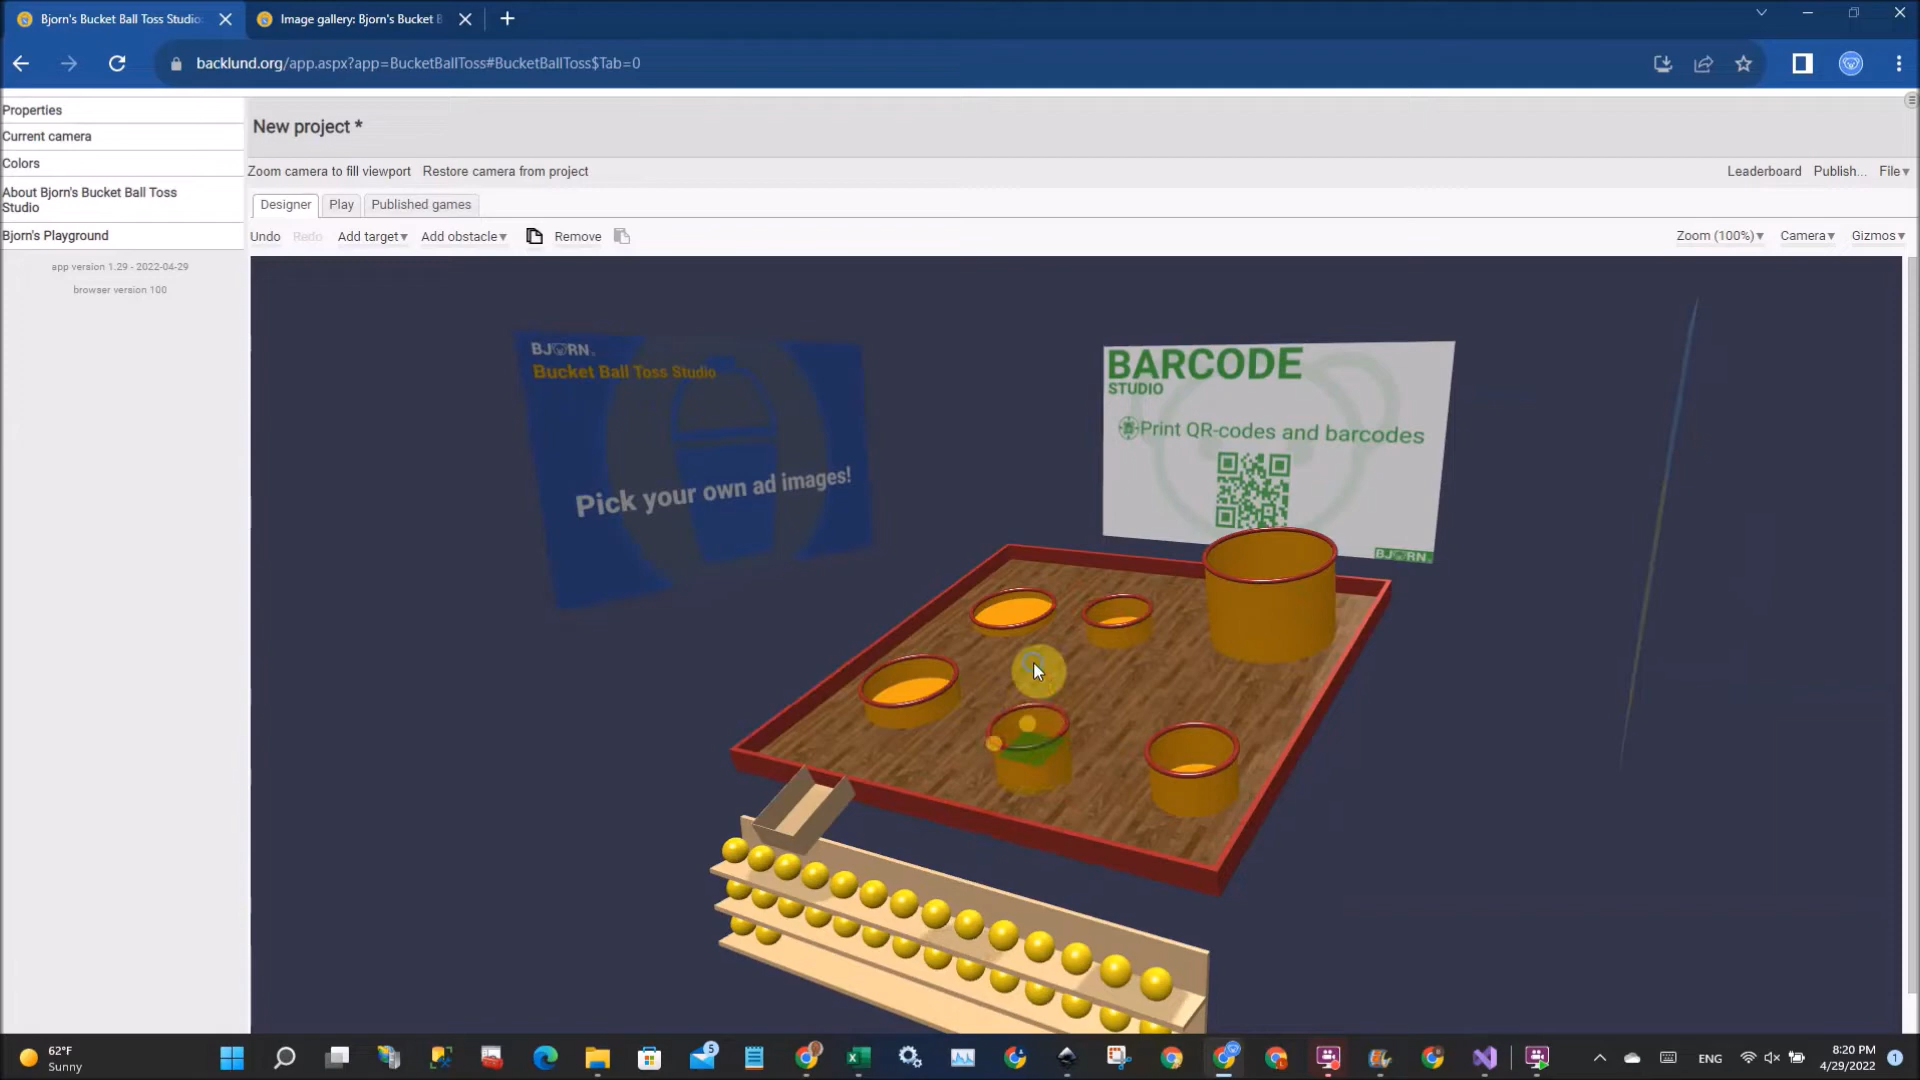 Bjorn's Bucket Ball Toss Studio:
Image gallery: Bjorn's Bucket B
backlund.org/app.aspx?app=BucketBallToss#BucketBallToss$Tab=0
Properties
Current camera
Colors
About Bjorn's Bucket Ball Toss
Studio
Bjorn's Playground
app version 1.29 - 2022-04-29
browser version 100
New project *
Zoom camera to fill viewport Restore camera from project
Leaderboard Publish... File
Designer Play Published games
Undo Redo Add target Add obstacle Remove
Zoom (100%) Camera Gizmos
BJORN
Bucket Ball Toss Studio
Pick your own ad images!
BARCODE
STUDIO
Print QR-codes and barcodes
BJORN
62°F
Sunny
5
ENG
8:20 PM
4/29/2022
1